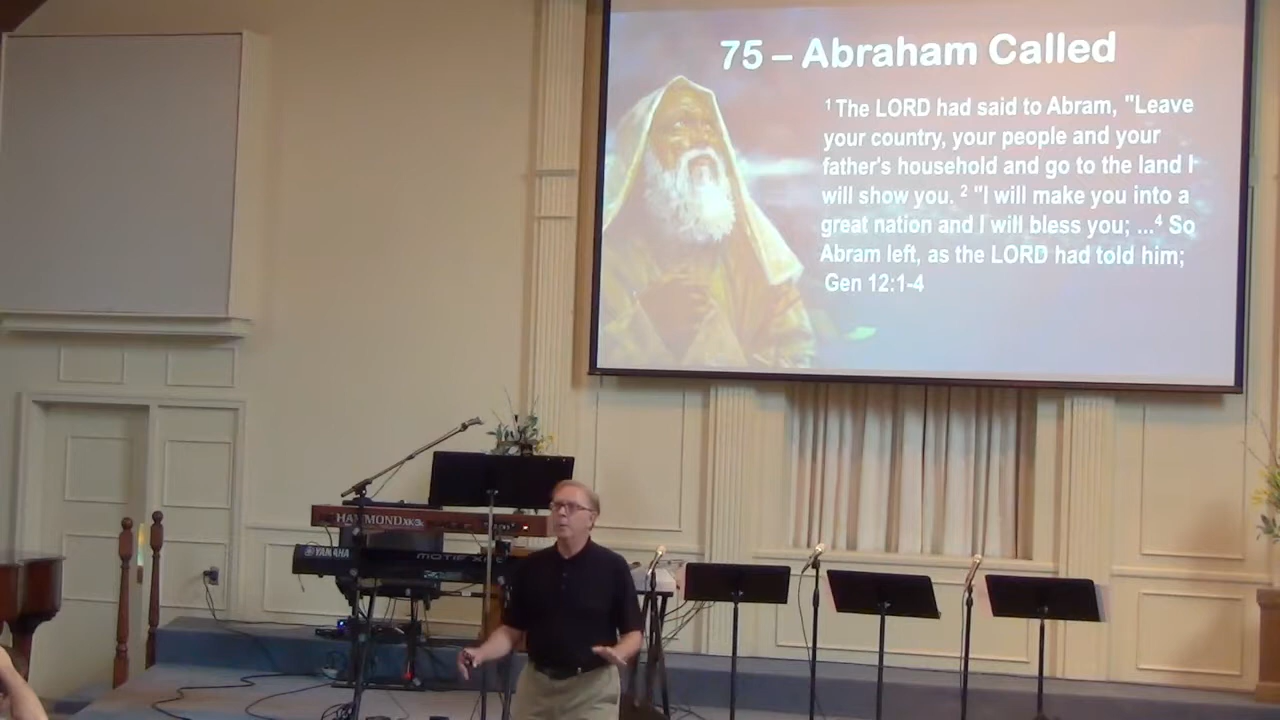 75 – Abraham Called
¹ The LORD had said to Abram, "Leave
your country, your people and your
father's household and go to the land I
will show you. ² "I will make you into a
great nation and I will bless you; ...⁴ So
Abram left, as the LORD had told him;
Gen 12:1-4
HAMMOND XK-3c
YAMAHA
MOTIF